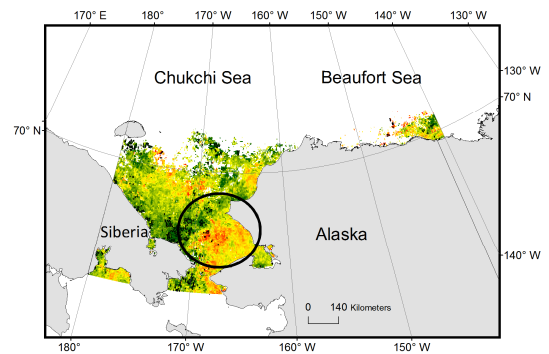 170° E 180° 170° W 160° W 150° W 140° W 130° W
Chukchi Sea Beaufort Sea
130° W
70° N
70° N
Siberia Alaska
140° W
0 140 Kilometers
180° 170° W 160° W 150° W